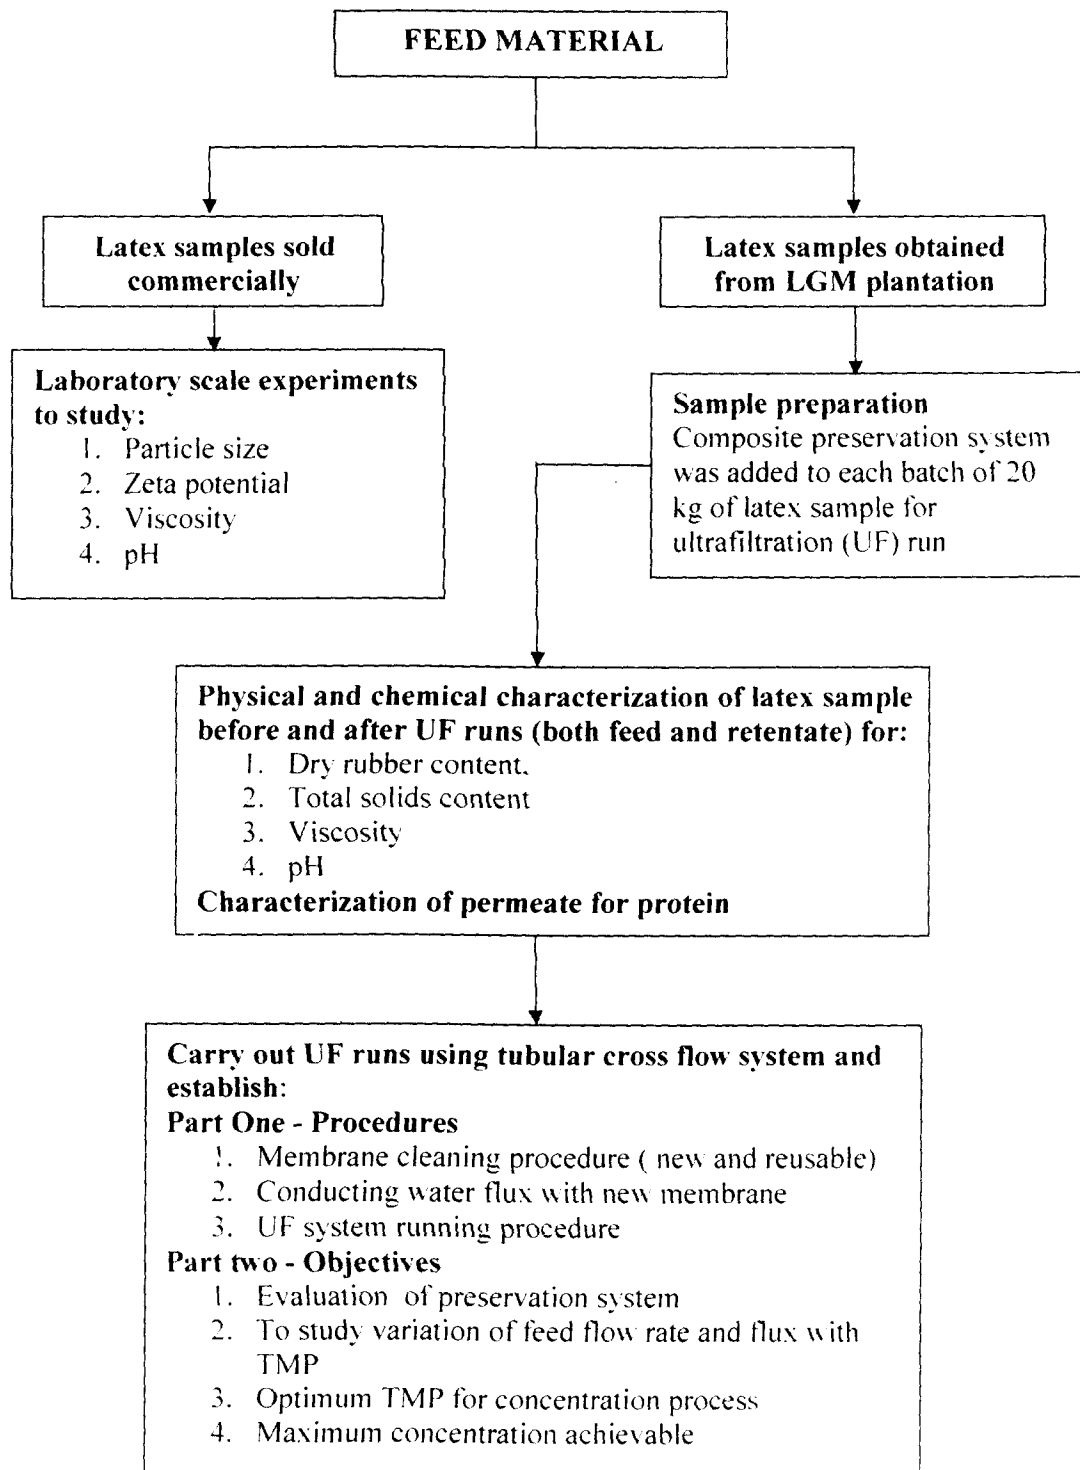 FEED MATERIAL
Latex samples sold
commercially
Latex samples obtained
from LGM plantation
Laboratory scale experiments
to study:
1. Particle size
2. Zeta potential
3. Viscosity
4. pH
Sample preparation
Composite preservation system
was added to each batch of 20
kg of latex sample for
ultrafiltration (UF) run
Physical and chemical characterization of latex sample
before and after UF runs (both feed and retentate) for:
1. Dry rubber content.
2. Total solids content
3. Viscosity
4. pH
Characterization of permeate for protein
Carry out UF runs using tubular cross flow system and
establish:
Part One - Procedures
1. Membrane cleaning procedure ( new and reusable)
2. Conducting water flux with new membrane
3. UF system running procedure
Part two - Objectives
1. Evaluation of preservation system
2. To study variation of feed flow rate and flux with
TMP
3. Optimum TMP for concentration process
4. Maximum concentration achievable